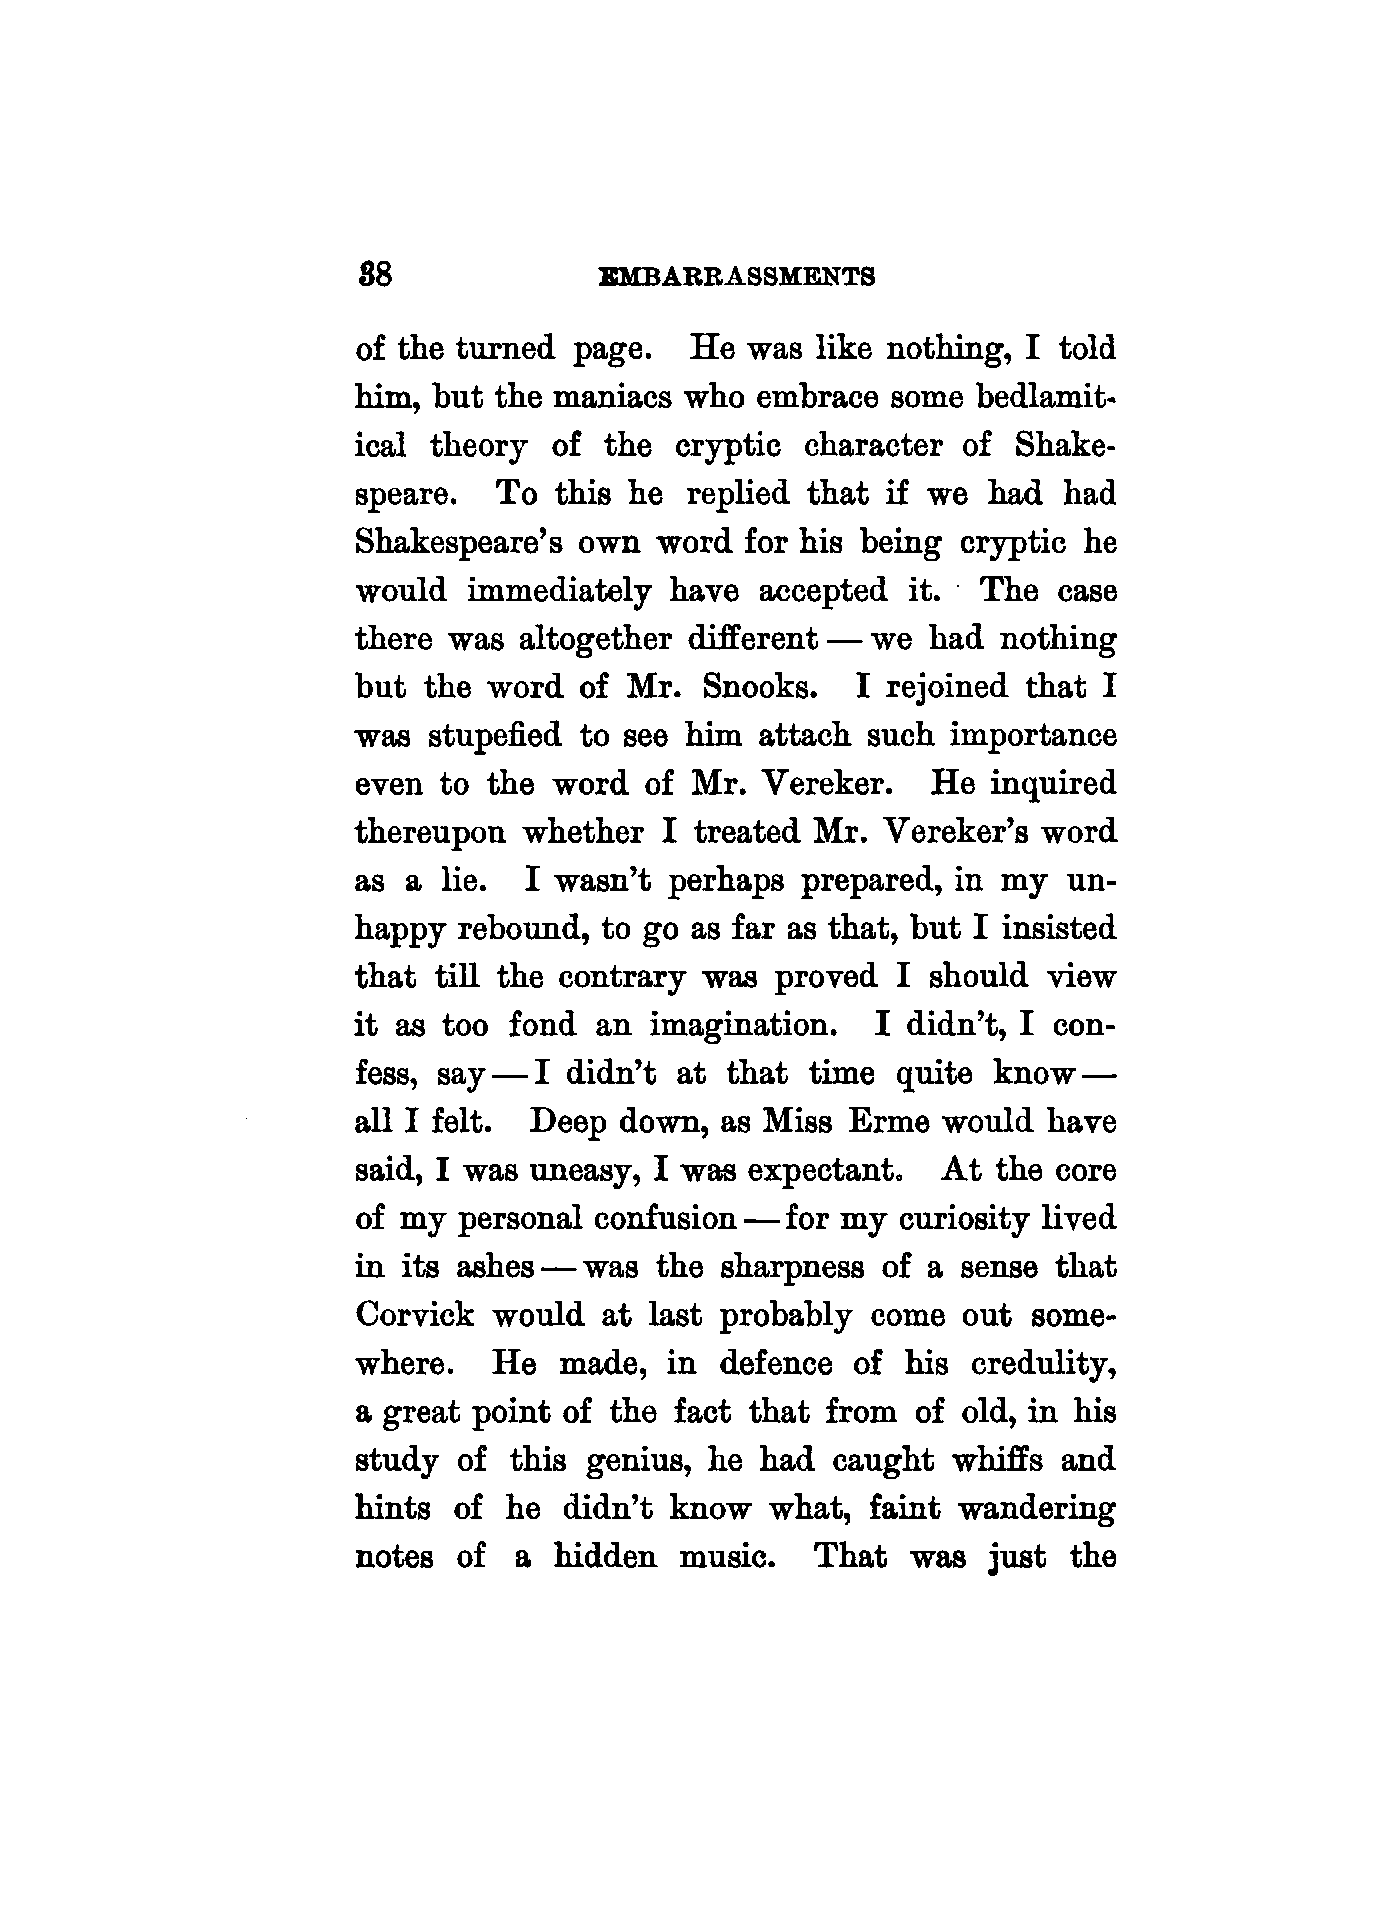 38 EMBARRASSMENTS
of the turned page. He was like nothing, I told
him, but the maniacs who embrace some bedlamit-
ical theory of the cryptic character of Shake-
speare. To this he replied that if we had had
Shakespeare's own word for his being cryptic he
would immediately have accepted it. The case
there was altogether different — we had nothing
but the word of Mr. Snooks. I rejoined that I
was stupefied to see him attach such importance
even to the word of Mr. Vereker. He inquired
thereupon whether I treated Mr. Vereker's word
as a lie. I wasn't perhaps prepared, in my un-
happy rebound, to go as far as that, but I insisted
that till the contrary was proved I should view
it as too fond an imagination. I didn't, I con-
fess, say — I didn't at that time quite know —
all I felt. Deep down, as Miss Erme would have
said, I was uneasy, I was expectant. At the core
of my personal confusion — for my curiosity lived
in its ashes — was the sharpness of a sense that
Corvick would at last probably come out some-
where. He made, in defence of his credulity,
a great point of the fact that from of old, in his
study of this genius, he had caught whiffs and
hints of he didn't know what, faint wandering
notes of a hidden music. That was just the